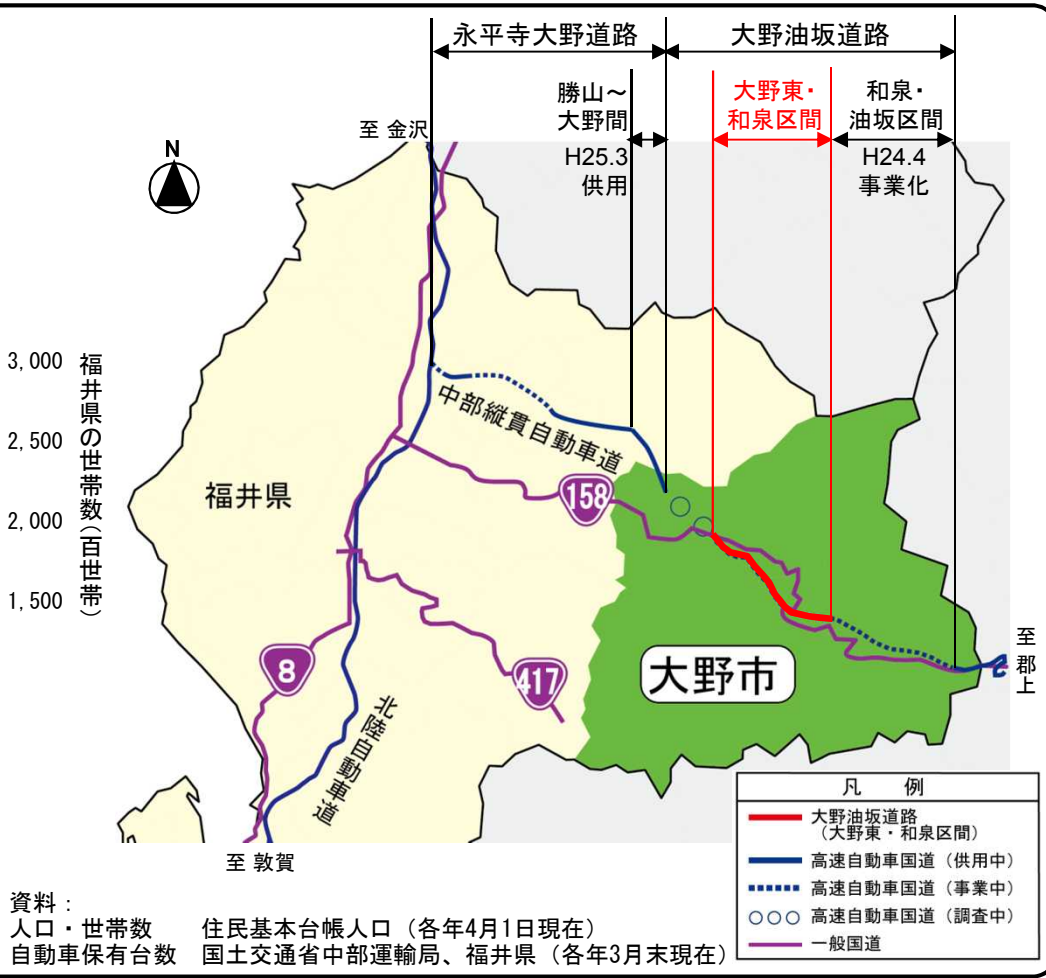 永平寺大野道路
大野油坂道路
勝山～
大野間
H25.3
供用
大野東・
和泉区間
和泉・
油坂区間
H24.4
事業化
至 金沢
N
3,000
2,500
2,000
1,500
福井県の世帯数(百世帯)
中部縦貫自動車道
福井県
158
8
417
大野市
北陸自動車道
至 郡上
至 敦賀
凡 例
大野油坂道路
(大野東・和泉区間)
高速自動車国道(供用中)
高速自動車国道(事業中)
高速自動車国道(調査中)
一般国道
資料:
人口・世帯数 住民基本台帳人口(各年4月1日現在)
自動車保有台数 国土交通省中部運輸局、福井県(各年3月末現在)